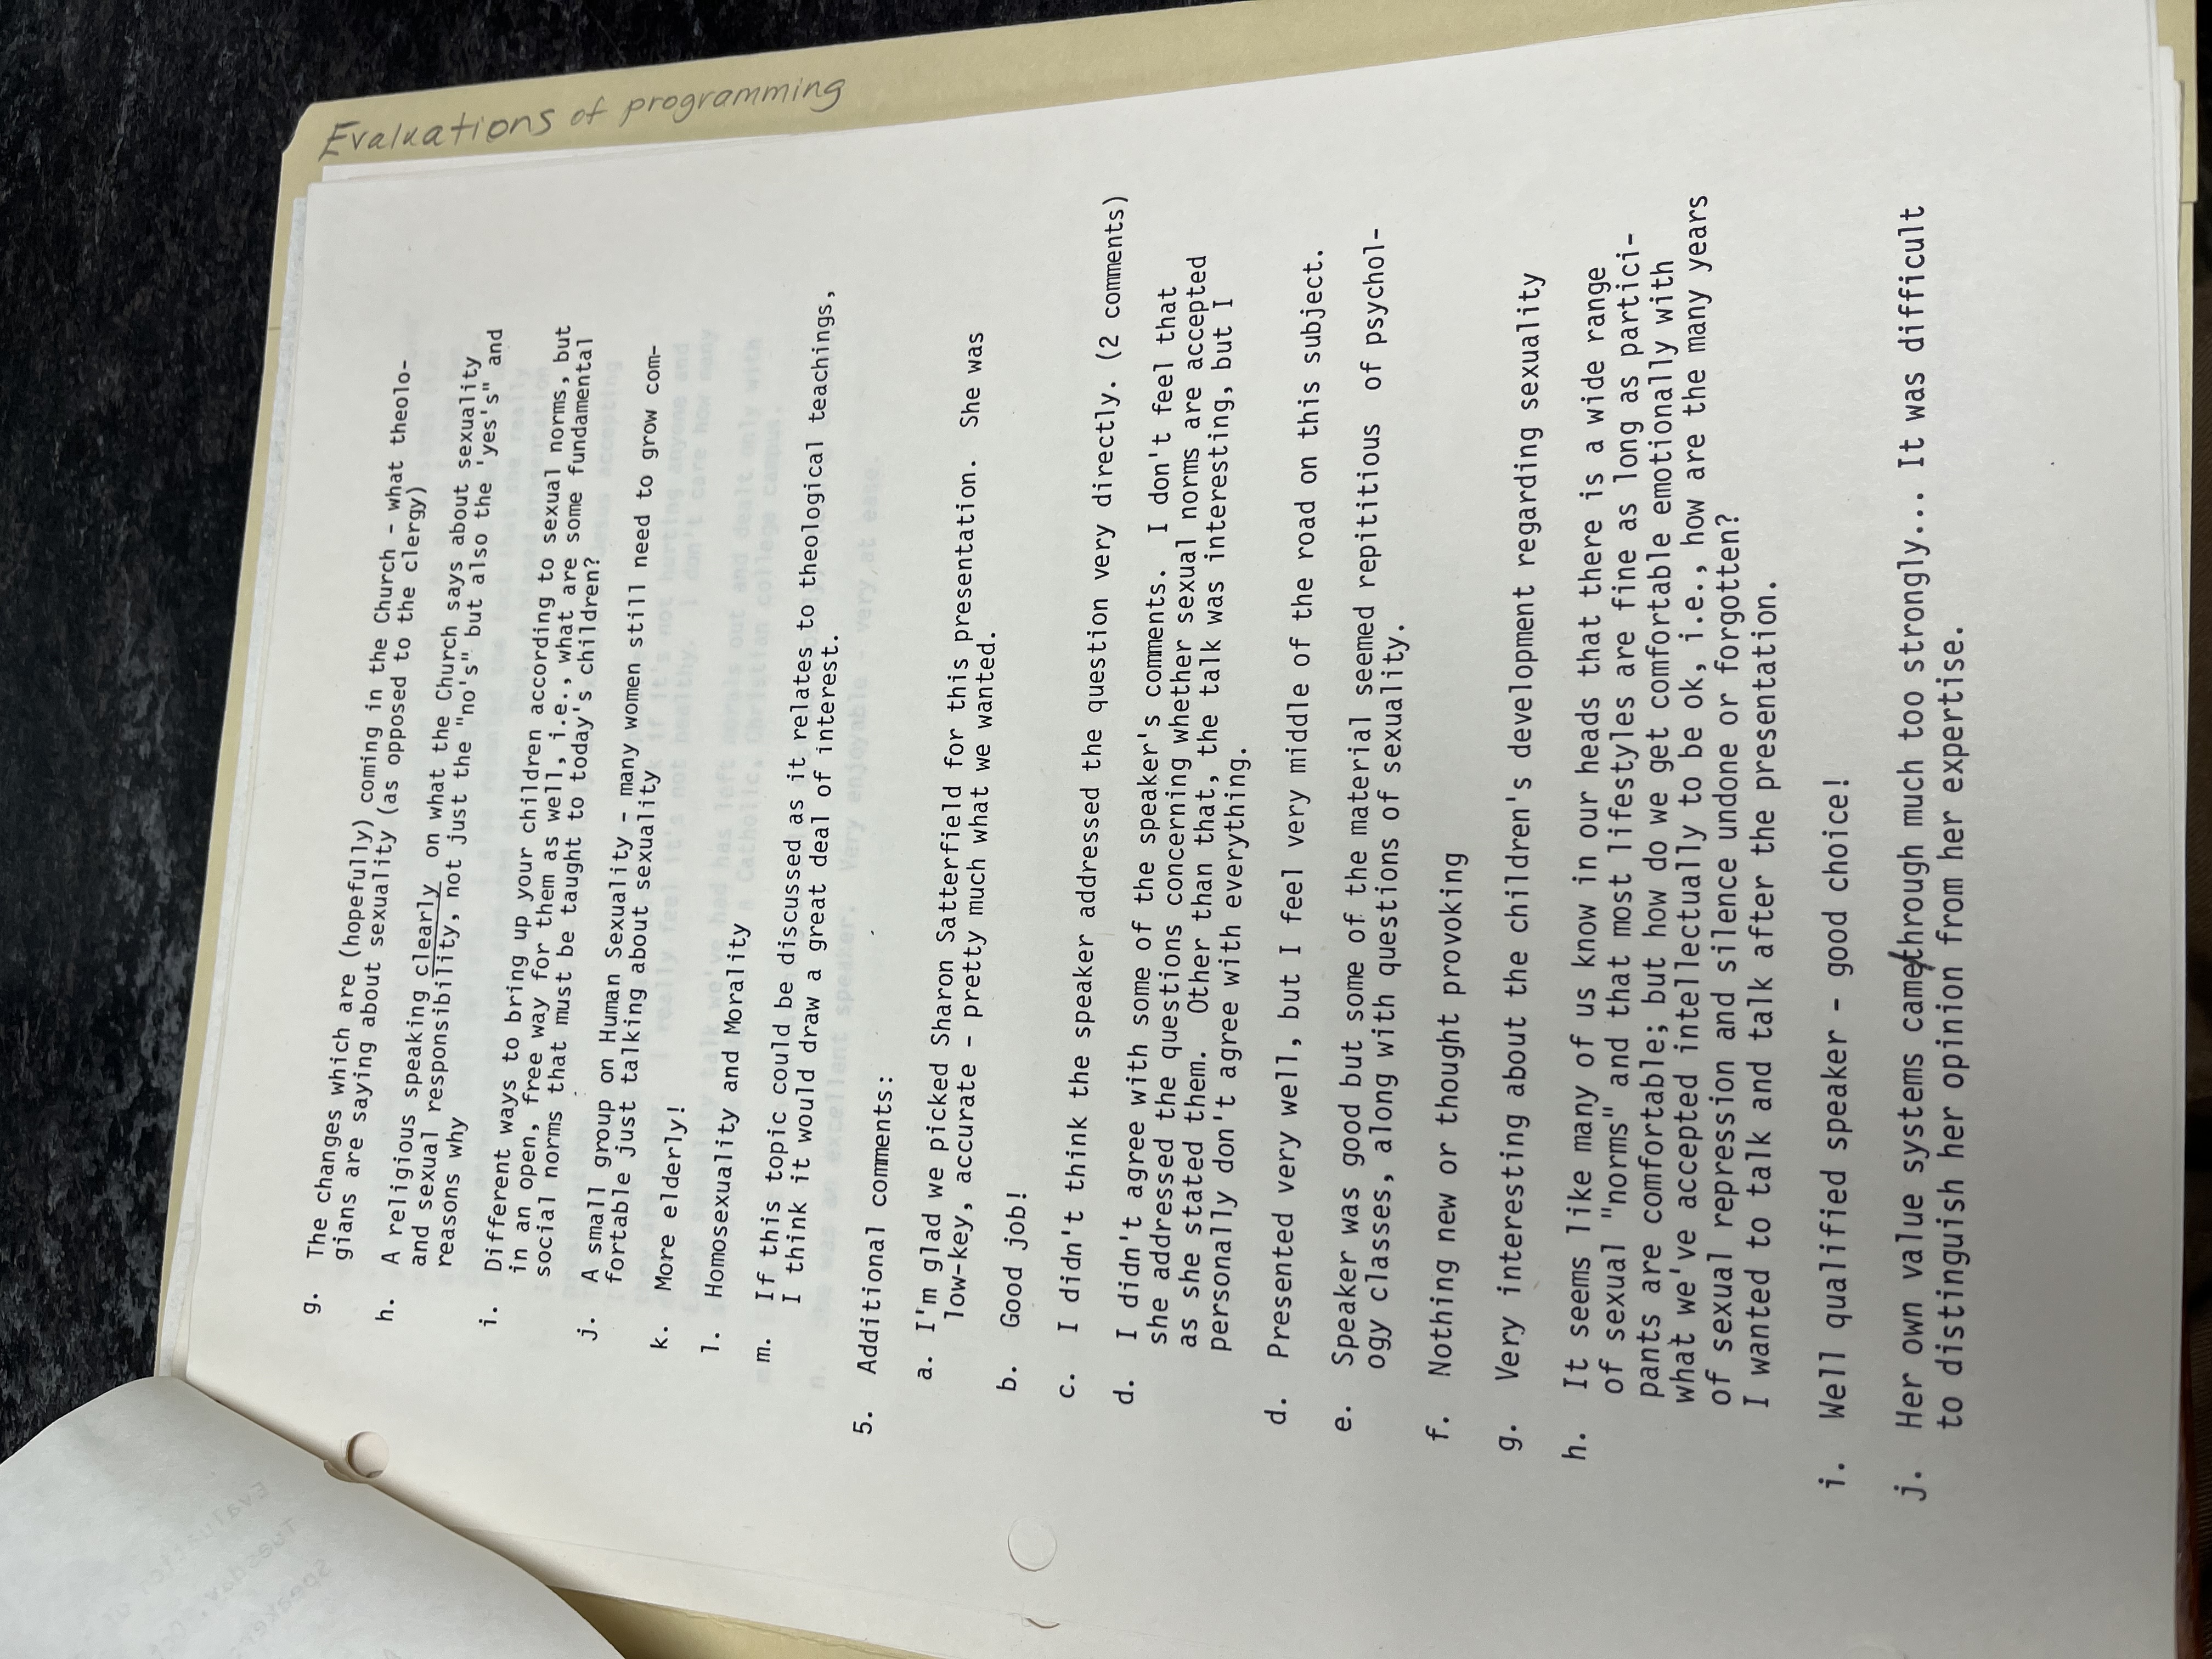 g. The changes which are (hopefully) coming in the Church - what theolo-
gians are saying about sexuality (as opposed to the clergy)
h. A religious speaking clearly on what the Church says about sexuality
and sexual responsibility, not just the "no's" but also the 'yes's" and
reasons why
i. Different ways to bring up your children according to sexual norms, but
in an open, free way for them as well, i.e., what are some fundamental
social norms that must be taught to today's children?
j. A small group on Human Sexuality - many women still need to grow com-
fortable just talking about sexuality
k. More elderly!
l. Homosexuality and Morality
m. If this topic could be discussed as it relates to theological teachings,
I think it would draw a great deal of interest.
5. Additional comments:
a. I'm glad we picked Sharon Satterfield for this presentation. She was
low-key, accurate - pretty much what we wanted.
b. Good job!
c. I didn't think the speaker addressed the question very directly. (2 comments)
d. I didn't agree with some of the speaker's comments. I don't feel that
she addressed the questions concerning whether sexual norms are accepted
as she stated them. Other than that, the talk was interesting, but I
personally don't agree with everything.
d. Presented very well, but I feel very middle of the road on this subject.
e. Speaker was good but some of the material seemed repititious of psychol-
ogy classes, along with questions of sexuality.
f. Nothing new or thought provoking
g. Very interesting about the children's development regarding sexuality
h. It seems like many of us know in our heads that there is a wide range
of sexual "norms" and that most lifestyles are fine as long as partici-
pants are comfortable; but how do we get comfortable emotionally with
what we've accepted intellectually to be ok, i.e., how are the many years
of sexual repression and silence undone or forgotten?
I wanted to talk and talk after the presentation.
i. Well qualified speaker - good choice!
j. Her own value systems came/through much too strongly... It was difficult
to distinguish her opinion from her expertise.
Evaluations of programming